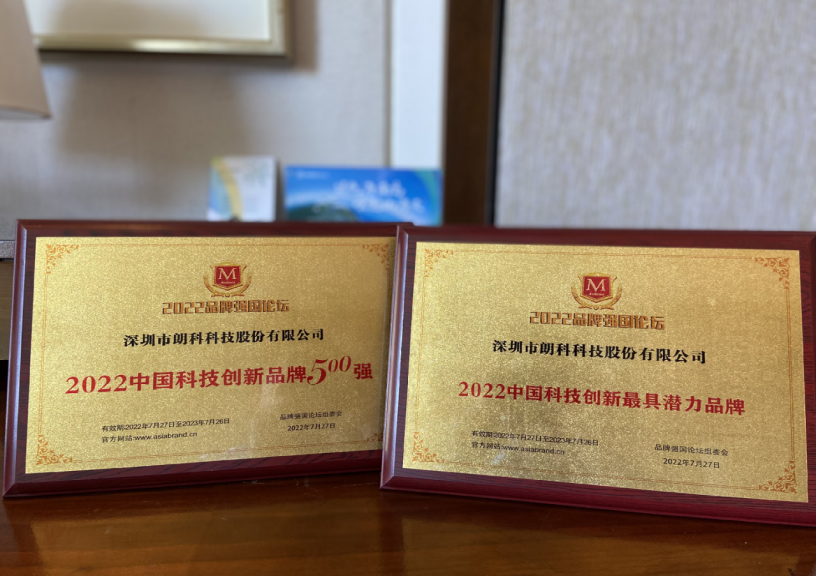 M
2022品牌强国论坛
深圳市朗科科技股份有限公司
2022中国科技创新品牌500强
有效期:2022年7月27日至2023年7月26日
官方网站:www.asiabrand.cn
品牌强国论坛组委会
2022年7月27日
M
2022品牌强国论坛
深圳市朗科科技股份有限公司
2022中国科技创新最具潜力品牌
有效期:2022年7月27日至2023年7月26日
官方网站:www.asiabrand.cn
品牌强国论坛组委会
2022年7月27日